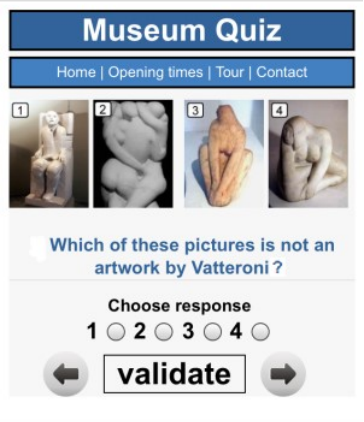 Museum Quiz
Home | Opening times | Tour | Contact
1 2 3 4
Which of these pictures is not an
artwork by Vatteroni ?
Choose response
1 2 3 4
validate